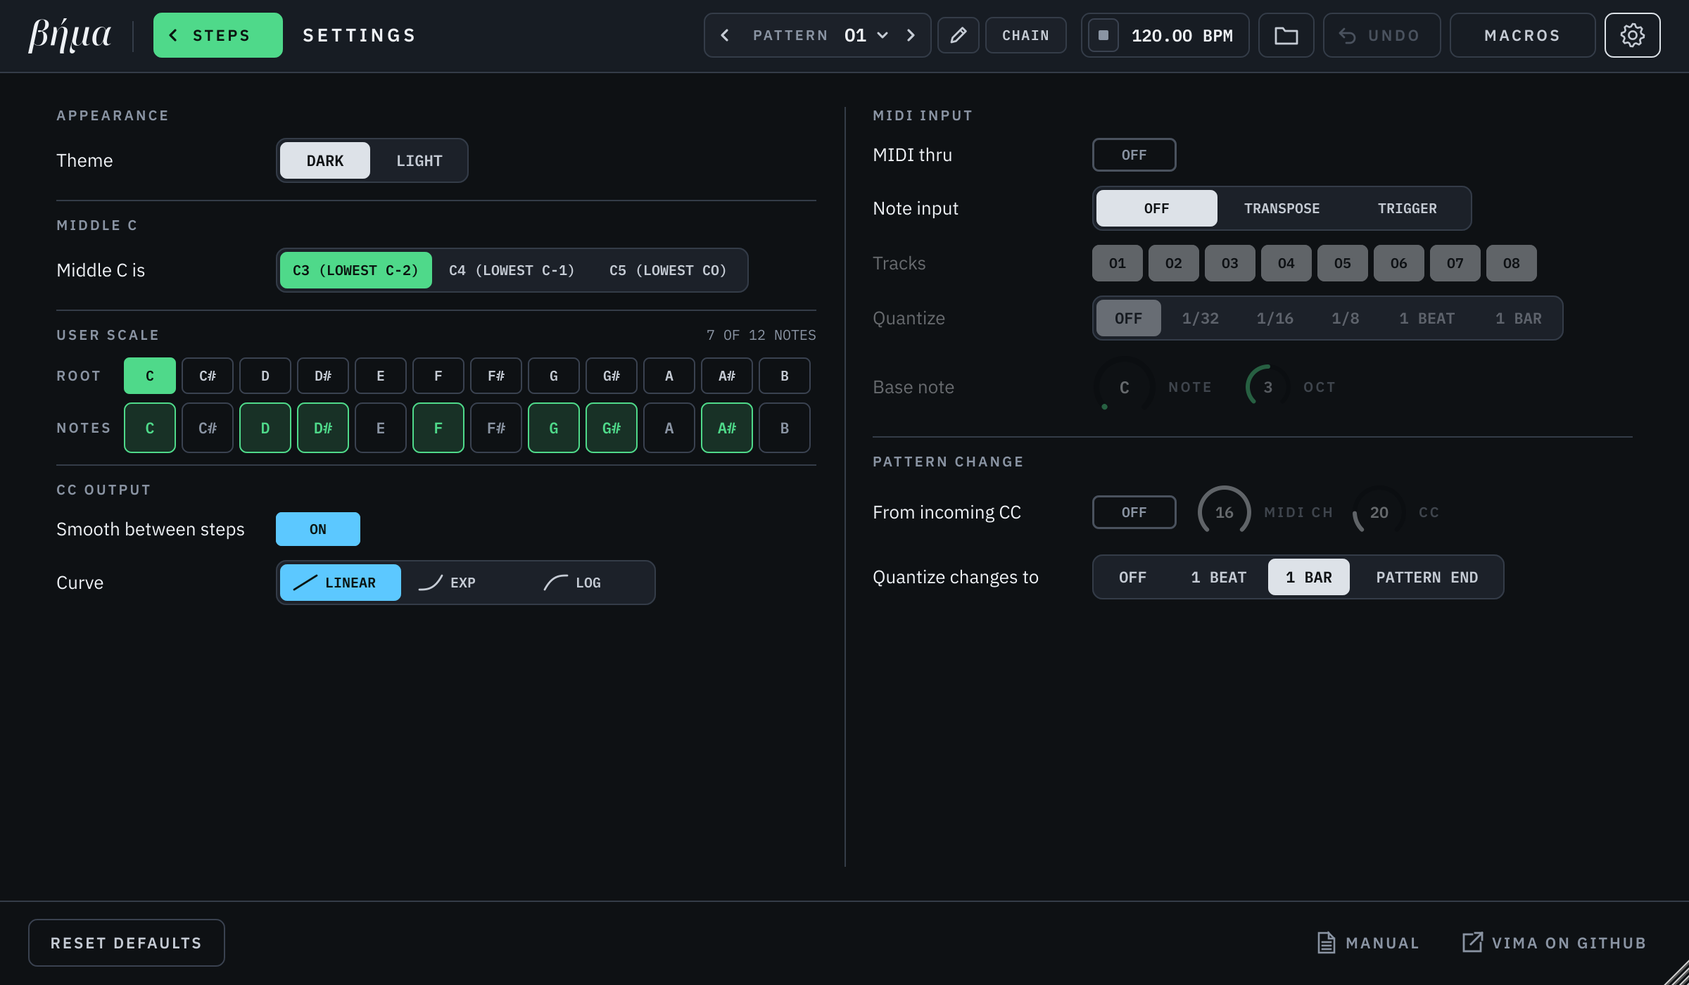 βήμα
STEPS SETTINGS PATTERN 01 CHAIN 120.00 BPM UNDO MACROS
APPEARANCE
Theme DARK LIGHT
MIDDLE C
Middle C is C3 (LOWEST C-2) C4 (LOWEST C-1) C5 (LOWEST C0)
USER SCALE 7 OF 12 NOTES
ROOT C C# D D# E F F# G G# A A# B
NOTES C C# D D# E F F# G G# A A# B
CC OUTPUT
Smooth between steps ON
Curve LINEAR EXP LOG
MIDI INPUT
MIDI thru OFF
Note input OFF TRANSPOSE TRIGGER
Tracks 01 02 03 04 05 06 07 08
Quantize OFF 1/32 1/16 1/8 1 BEAT 1 BAR
Base note C NOTE 3 OCT
PATTERN CHANGE
From incoming CC OFF 16 MIDI CH 20 CC
Quantize changes to OFF 1 BEAT 1 BAR PATTERN END
RESET DEFAULTS MANUAL VIMA ON GITHUB